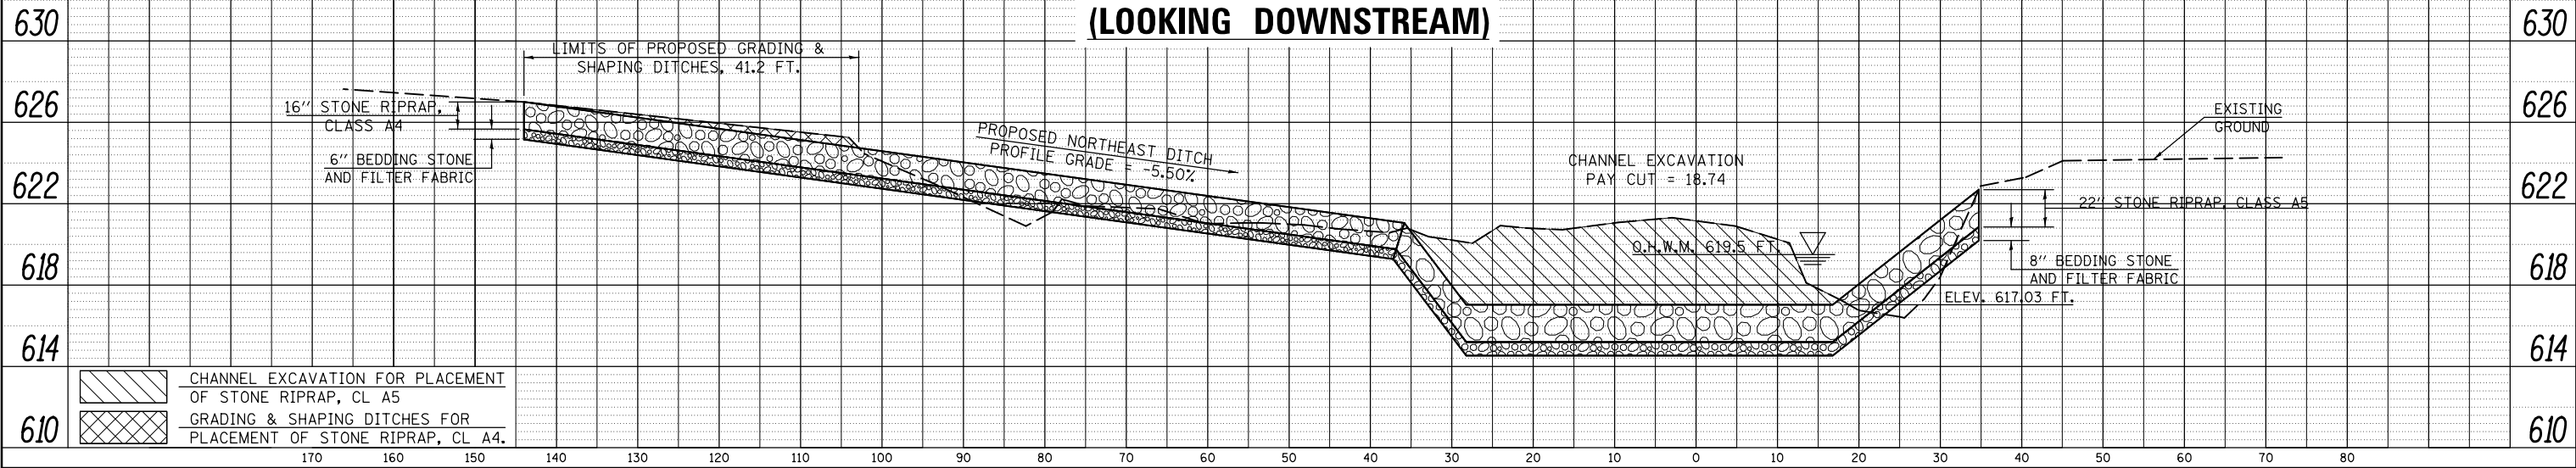 (LOOKING DOWNSTREAM)
630
630
LIMITS OF PROPOSED GRADING &
SHAPING DITCHES, 41.2 FT.
626
626
16" STONE RIPRAP,
CLASS A4
6" BEDDING STONE
AND FILTER FABRIC
PROPOSED NORTHEAST DITCH
PROFILE GRADE = -5.50%
CHANNEL EXCAVATION
PAY CUT = 18.74
EXISTING
GROUND
622
622
22" STONE RIPRAP, CLASS A5
O.H.W.M. 619.5 FT.
8" BEDDING STONE
AND FILTER FABRIC
618
618
ELEV. 617.03 FT.
614
614
CHANNEL EXCAVATION FOR PLACEMENT
OF STONE RIPRAP, CL A5
GRADING & SHAPING DITCHES FOR
PLACEMENT OF STONE RIPRAP, CL A4.
610
610
170 160 150 140 130 120 110 100 90 80 70 60 50 40 30 20 10 0 10 20 30 40 50 60 70 80